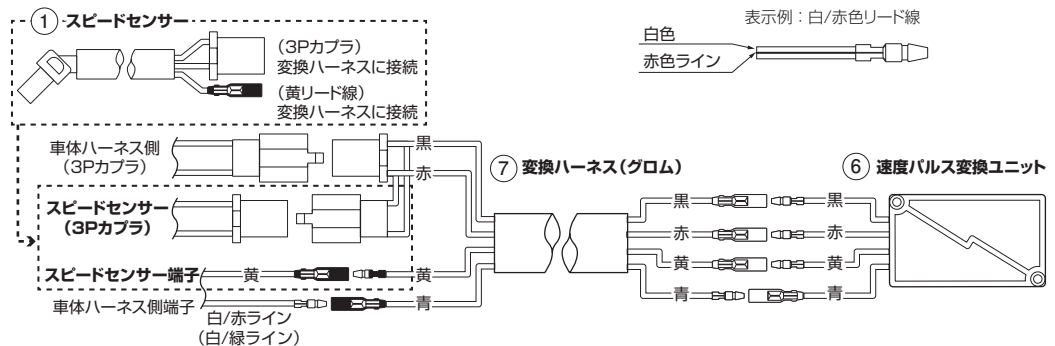 ① スピードセンサー
(3Pカプラ)
変換ハーネスに接続
(黄リード線)
変換ハーネスに接続
表示例：白/赤色リード線
白色
赤色ライン
車体ハーネス側
(3Pカプラ)
黒
赤
スピードセンサー
(3Pカプラ)
スピードセンサー端子
黄
黄
車体ハーネス側端子
青
白/赤ライン
(白/緑ライン)
⑦ 変換ハーネス(グロム)
⑥ 速度パルス変換ユニット
黒 黒
赤 赤
黄 黄
青 青